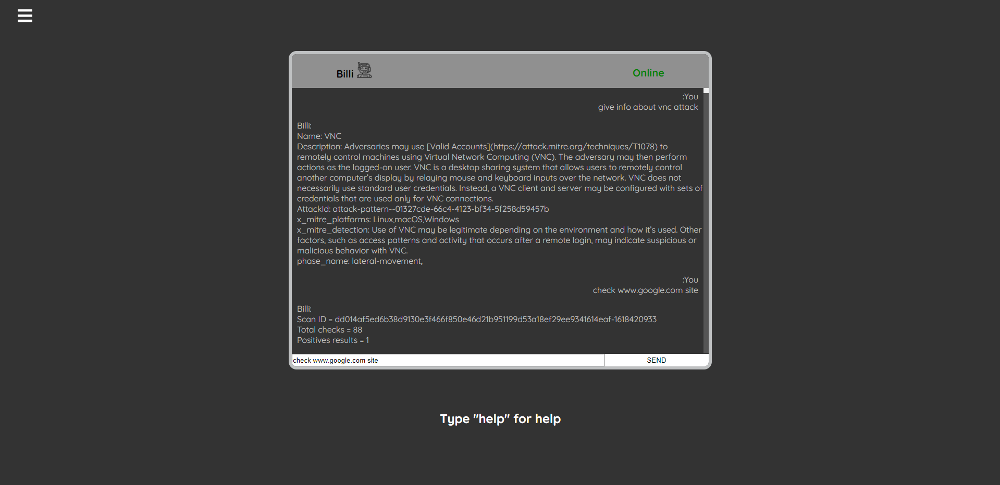 Billi
Online
:You
give info about vnc attack
Billi:
Name: VNC
Description: Adversaries may use [Valid Accounts](https://attack.mitre.org/techniques/T1078) to
remotely control machines using Virtual Network Computing (VNC). The adversary may then perform
actions as the logged-on user. VNC is a desktop sharing system that allows users to remotely control
another computer’s display by relaying mouse and keyboard inputs over the network. VNC does not
necessarily use standard user credentials. Instead, a VNC client and server may be configured with sets of
credentials that are used only for VNC connections.
AttackId: attack-pattern--01327cde-66c4-4123-bf34-5f258d59457b
x_mitre_platforms: Linux,macOS,Windows
x_mitre_detection: Use of VNC may be legitimate depending on the environment and how it’s used. Other
factors, such as access patterns and activity that occurs after a remote login, may indicate suspicious or
malicious behavior with VNC.
phase_name: lateral-movement,
:You
check www.google.com site
Billi:
Scan ID = dd014af5ed6b38d9130e3f466f850e46d21b951199d53a18ef29ee9341614eaf-1618420933
Total checks = 88
Positives results = 1
check www.google.com site
SEND
Type "help" for help